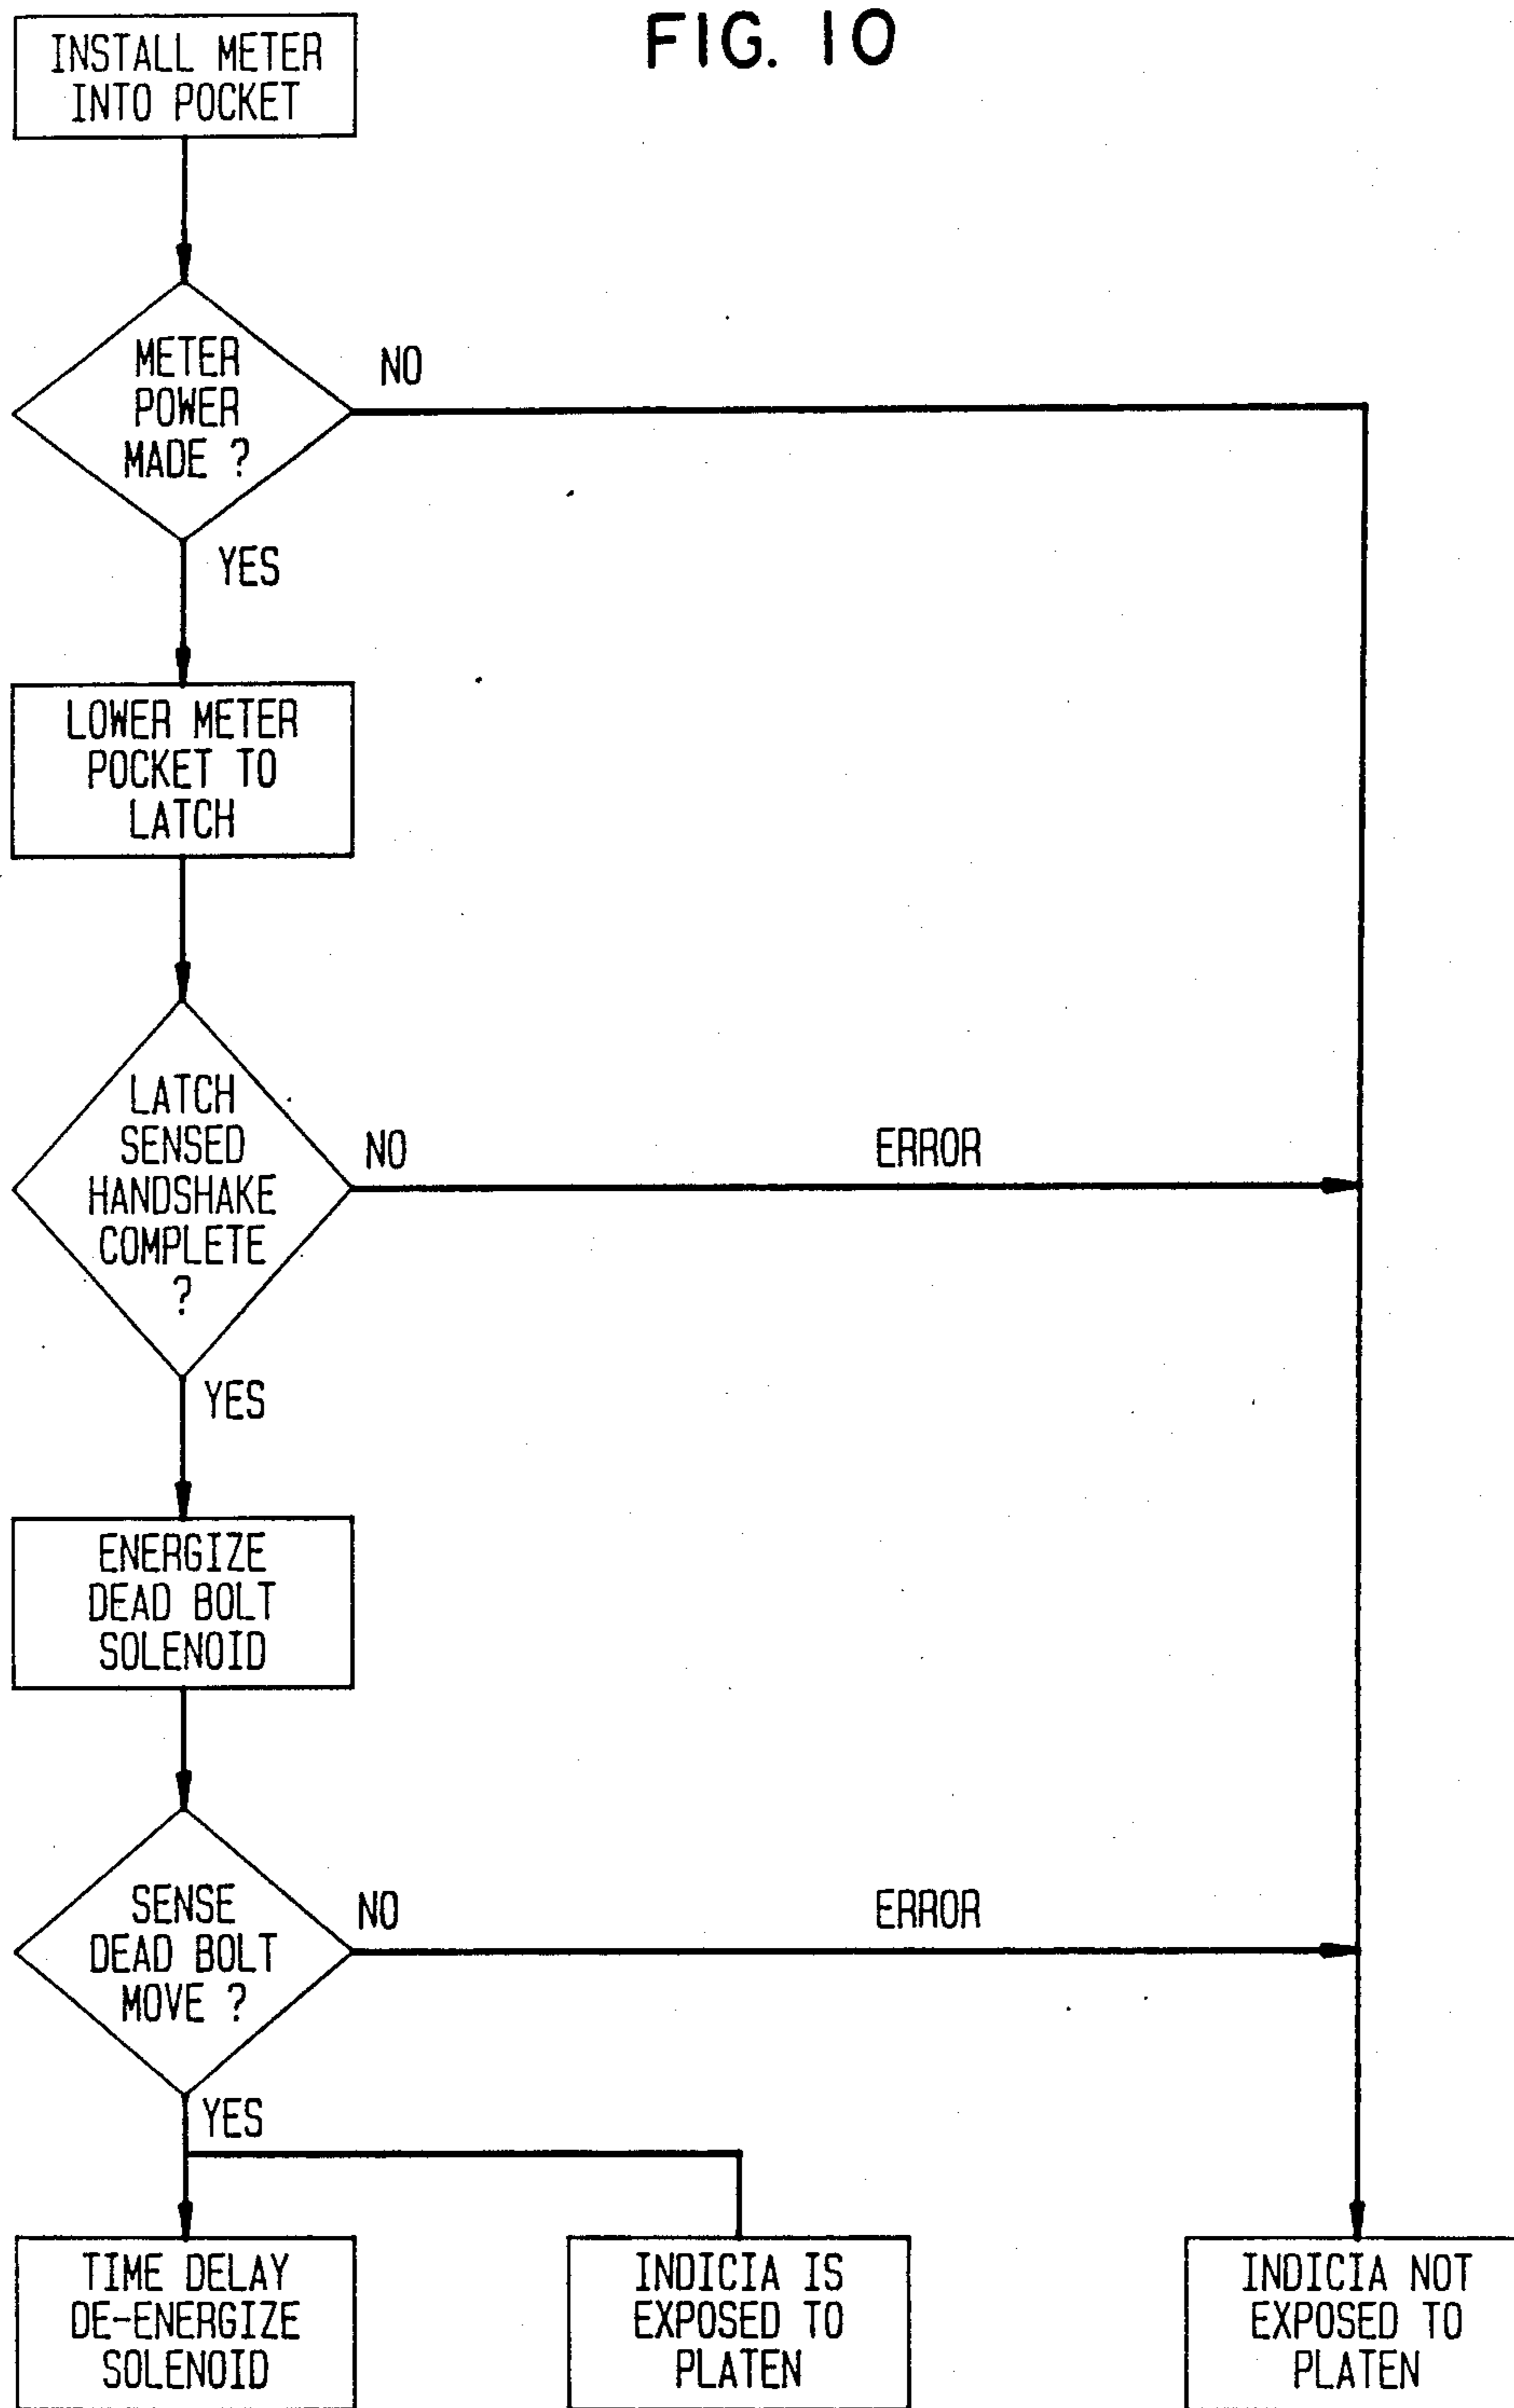 FIG. 10
INSTALL METER
INTO POCKET
METER
POWER
MADE ?
NO
YES
LOWER METER
POCKET TO
LATCH
LATCH
SENSED
HANDSHAKE
COMPLETE
?
NO
ERROR
YES
ENERGIZE
DEAD BOLT
SOLENOID
SENSE
DEAD BOLT
MOVE ?
NO
ERROR
YES
TIME DELAY
DE-ENERGIZE
SOLENOID
INDICIA IS
EXPOSED TO
PLATEN
INDICIA NOT
EXPOSED TO
PLATEN